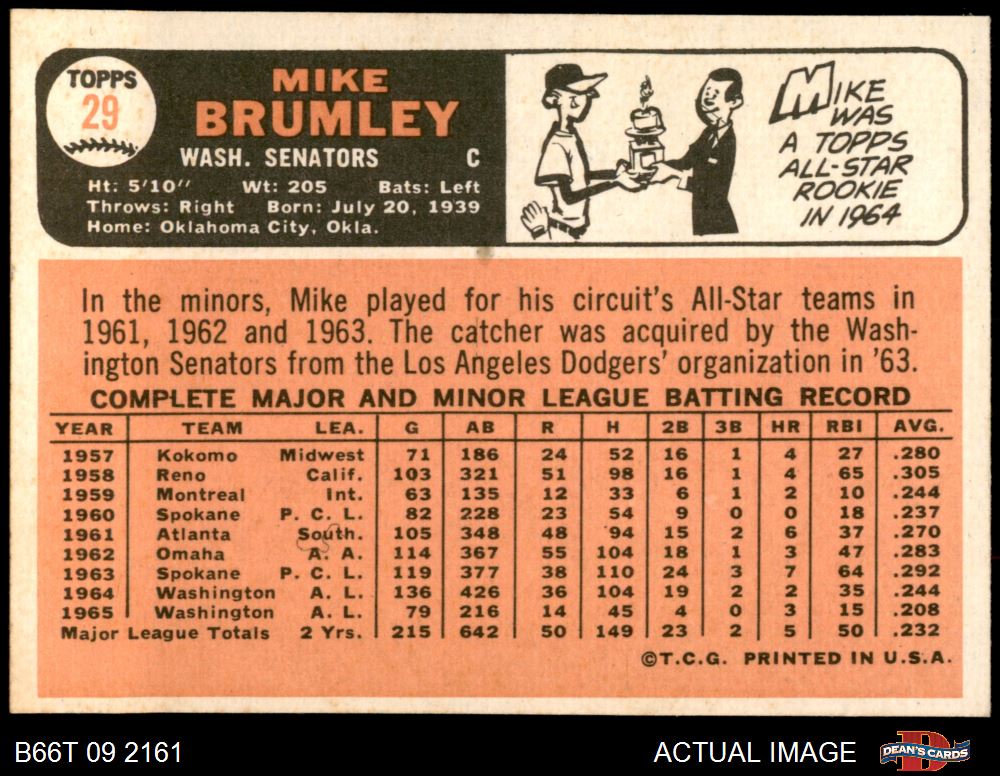 TOPPS
29
MIKE
BRUMLEY
WASH. SENATORS C
Ht: 5'10" Wt: 205 Bats: Left
Throws: Right Born: July 20, 1939
Home: Oklahoma City, Okla.
MIKE
WAS
A TOPPS
ALL-STAR
ROOKIE
IN 1964
In the minors, Mike played for his circuit's All-Star teams in
1961, 1962 and 1963. The catcher was acquired by the Wash-
ington Senators from the Los Angeles Dodgers' organization in '63.
COMPLETE MAJOR AND MINOR LEAGUE BATTING RECORD
YEAR TEAM LEA. G AB R H 2B 3B HR RBI AVG.
1957 Kokomo Midwest 71 186 24 52 16 1 4 27 .280
1958 Reno Calif. 103 321 51 98 16 1 4 65 .305
1959 Montreal Int. 63 135 12 33 6 1 2 10 .244
1960 Spokane P. C. L. 82 228 23 54 9 0 0 18 .237
1961 Atlanta South. 105 348 48 94 15 2 6 37 .270
1962 Omaha A. A. 114 367 55 104 18 1 3 47 .283
1963 Spokane P. C. L. 119 377 38 110 24 3 7 64 .292
1964 Washington A. L. 136 426 36 104 19 2 2 35 .244
1965 Washington A. L. 79 216 14 45 4 0 3 15 .208
Major League Totals 2 Yrs. 215 642 50 149 23 2 5 50 .232
©T.C.G. PRINTED IN U.S.A.
B66T 09 2161 ACTUAL IMAGE DEAN'S CARDS